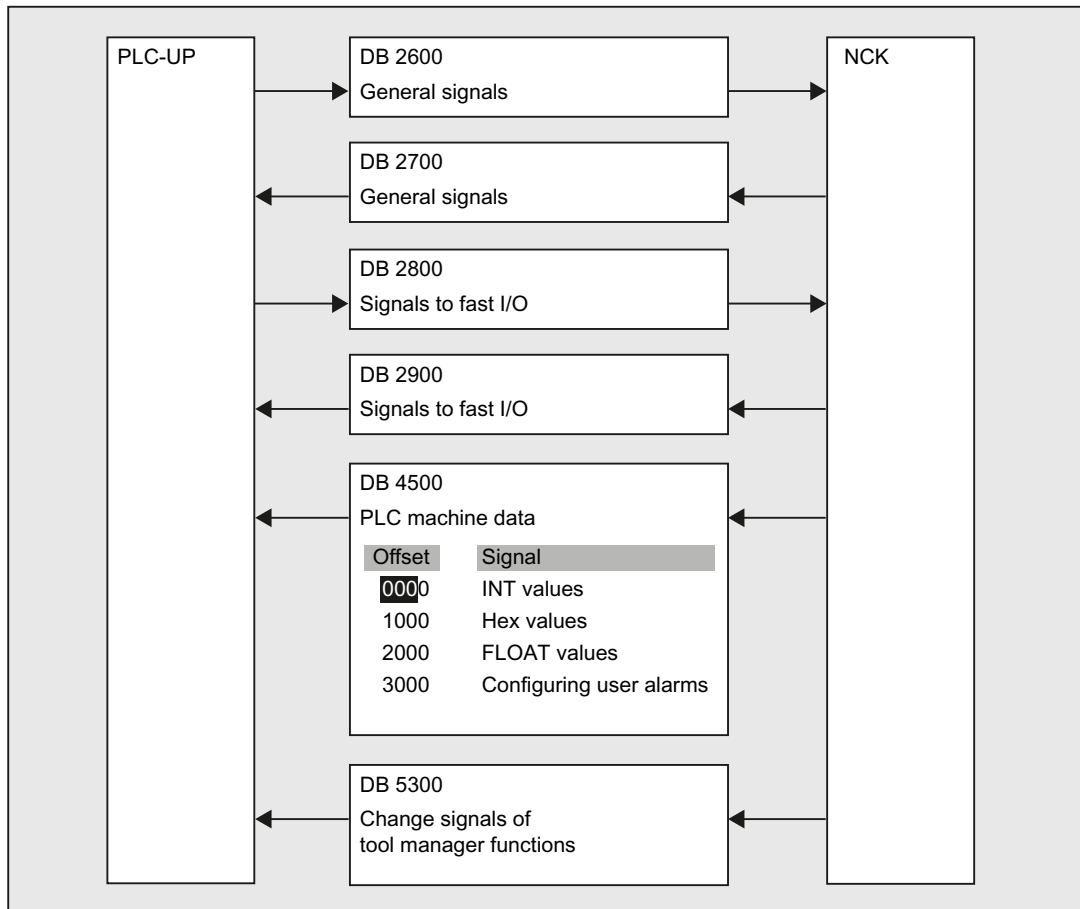 PLC-UP
DB 2600
General signals
NCK
DB 2700
General signals
DB 2800
Signals to fast I/O
DB 2900
Signals to fast I/O
DB 4500
PLC machine data
Offset Signal
0000 INT values
1000 Hex values
2000 FLOAT values
3000 Configuring user alarms
DB 5300
Change signals of
tool manager functions